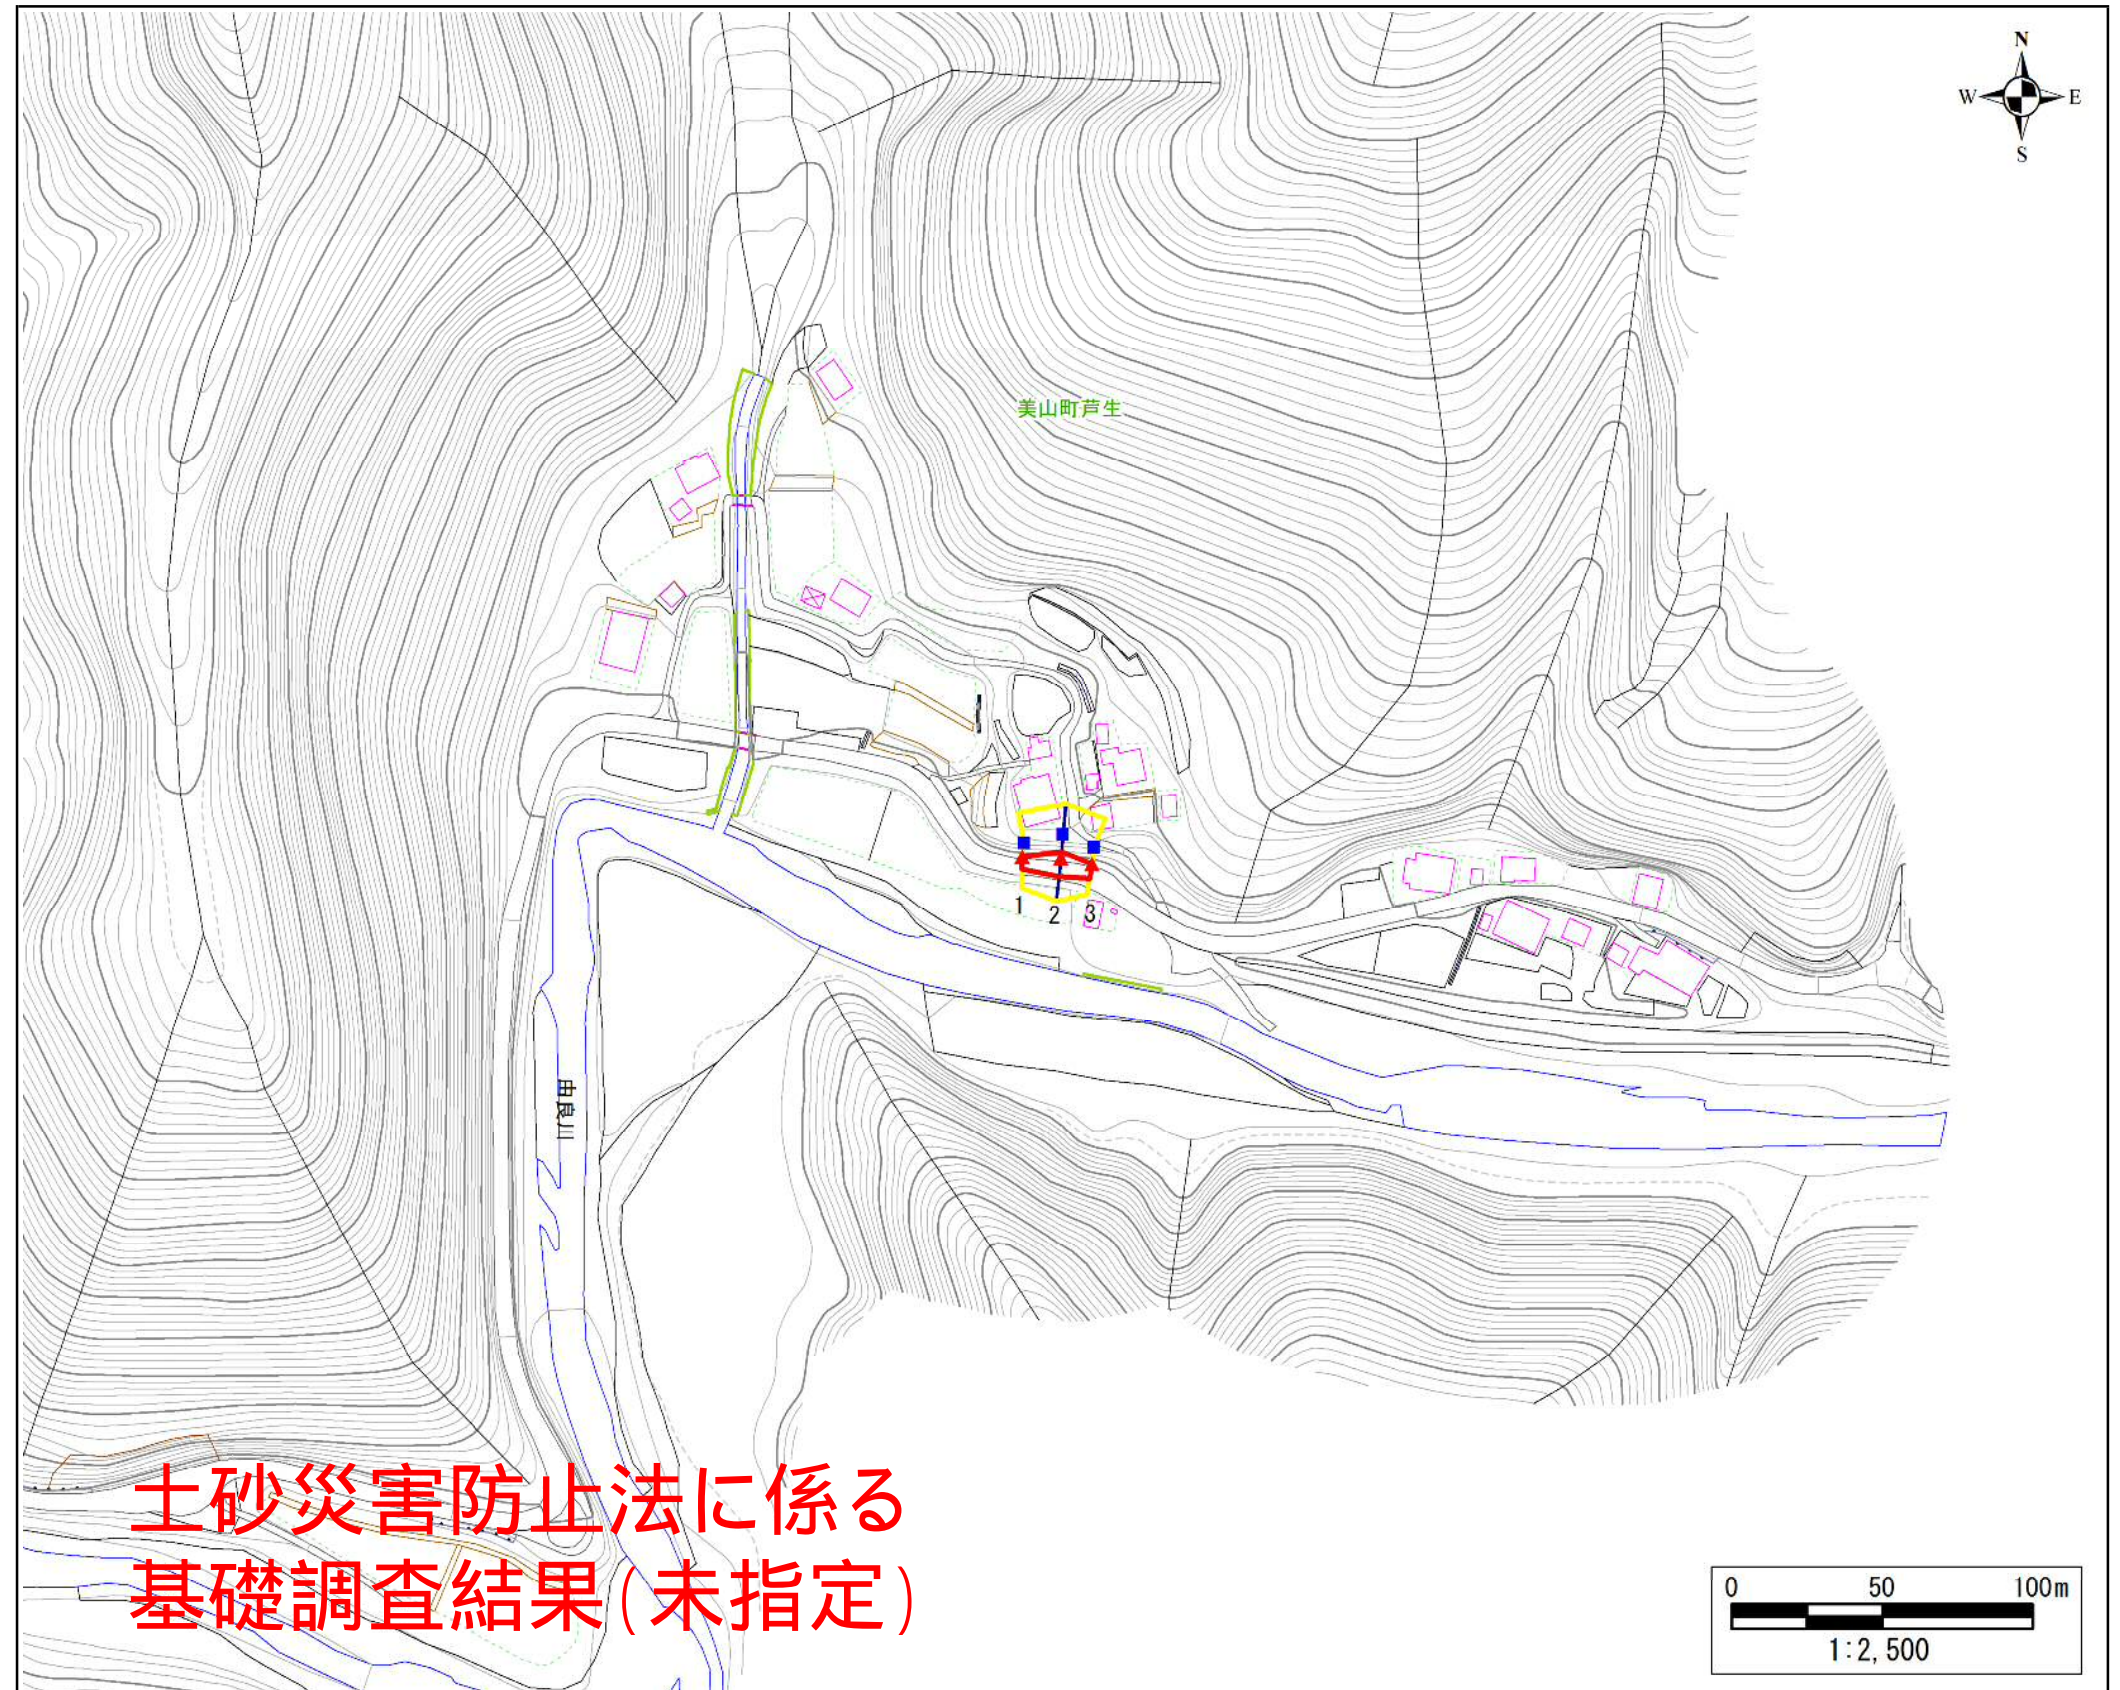 N
W E
S
美山町芦生
1 2 3
由良川
土砂災害防止法に係る
基礎調査結果(未指定)
0 50 100m
1:2,500